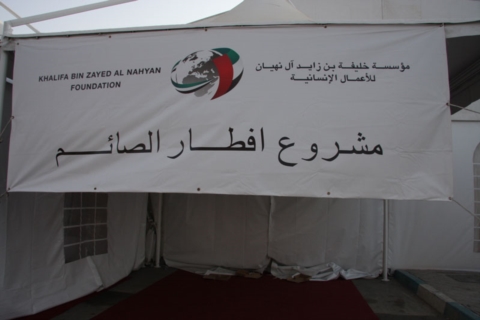 KHALIFA BIN ZAYED AL NAHYAN
FOUNDATION
مؤسسة خليفة بن زايد آل نهيان
للأعمال الإنسانية
مشروع افطار الصائم